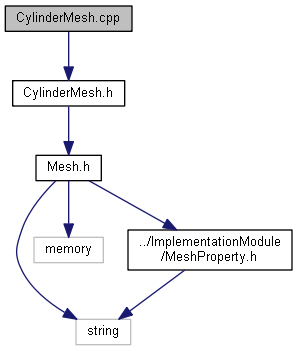 CylinderMesh.cpp
CylinderMesh.h
Mesh.h
memory
../ImplementationModule
/MeshProperty.h
string